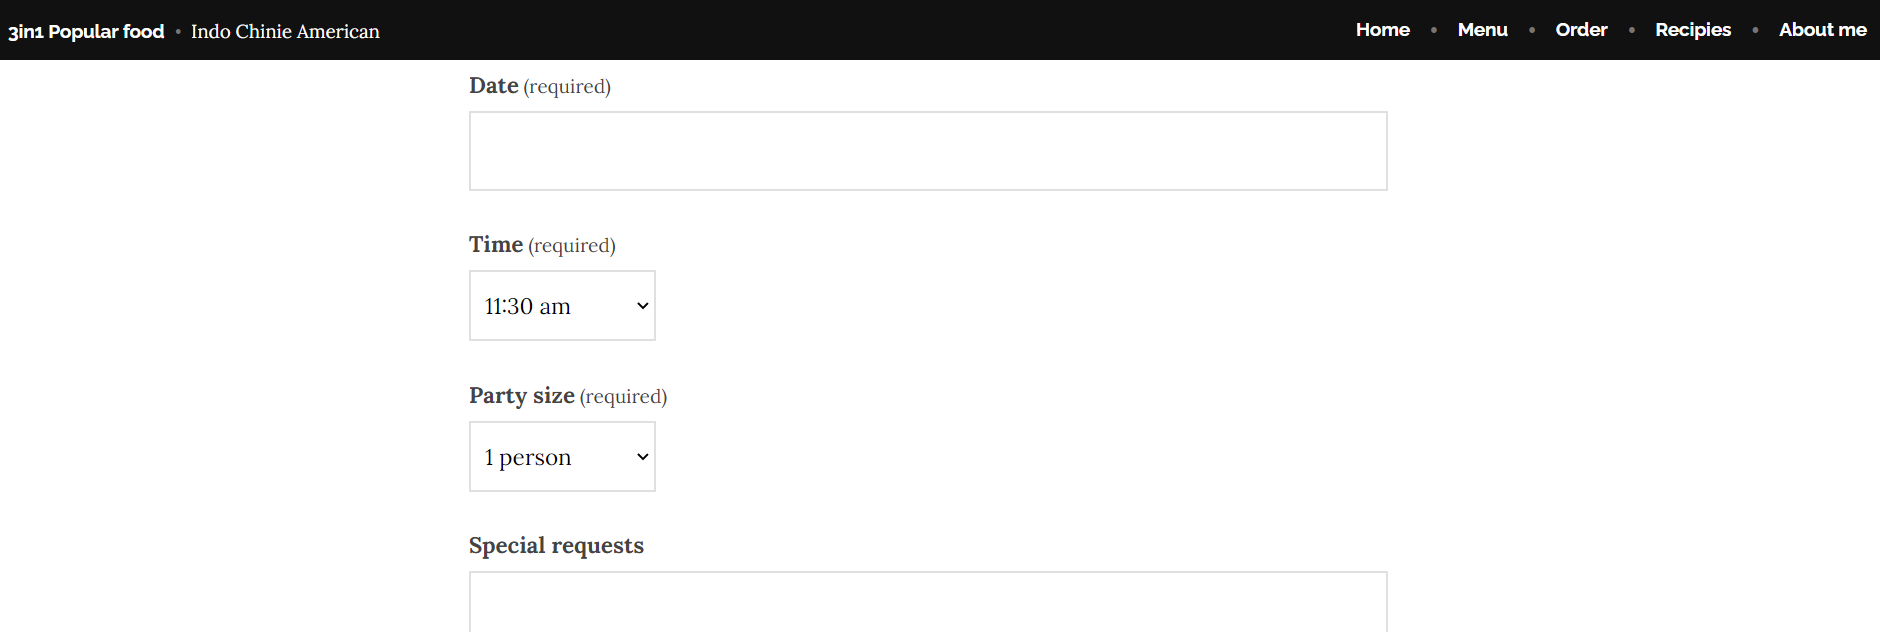 3in1 Popular food • Indo Chinie American
Home • Menu • Order • Recipies • About me
Date (required)
Time (required)
11:30 am
Party size (required)
1 person
Special requests